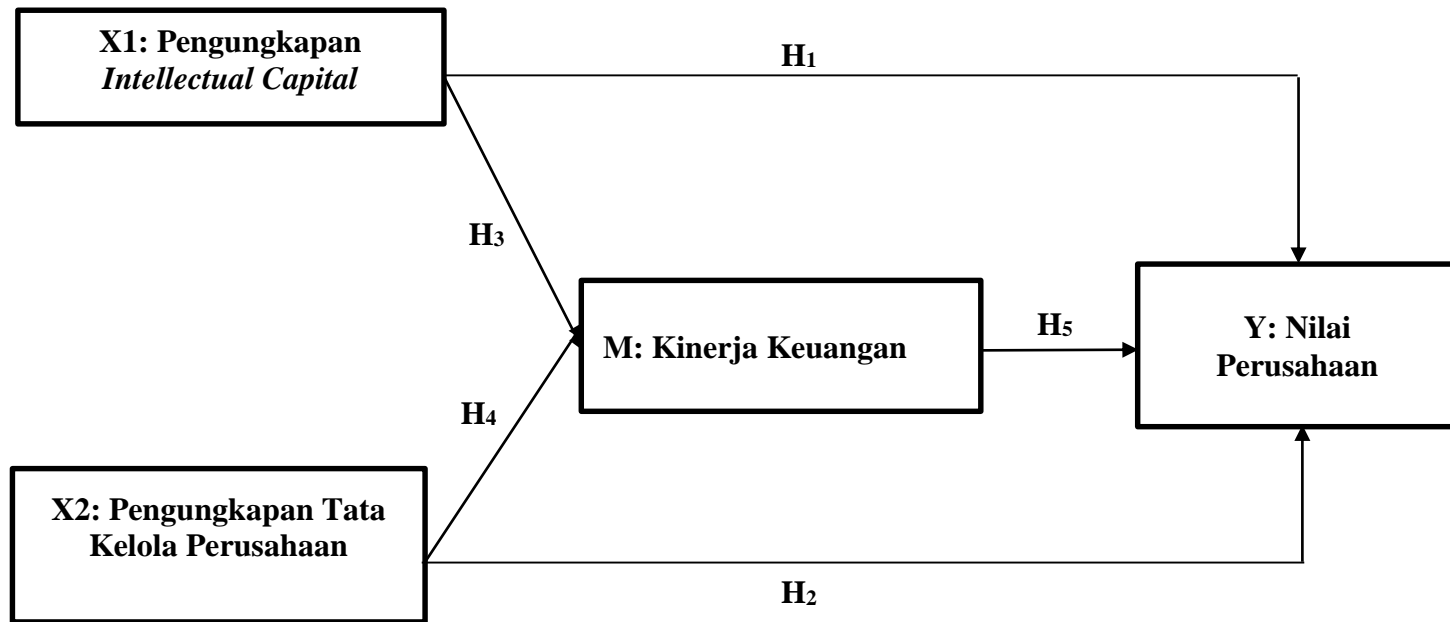 X1: Pengungkapan
Intellectual Capital
H1
H3
M: Kinerja Keuangan
H5
Y: Nilai
Perusahaan
H4
X2: Pengungkapan Tata
Kelola Perusahaan
H2